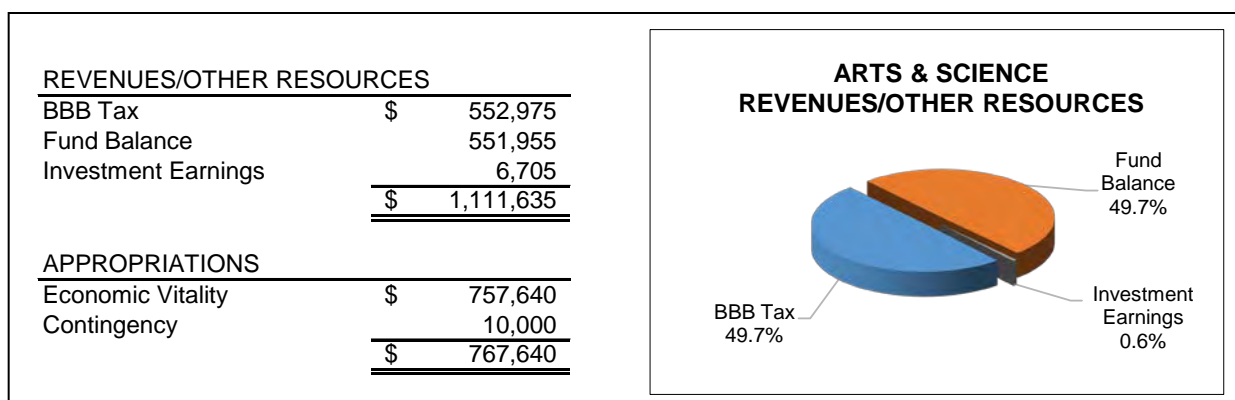 REVENUES/OTHER RESOURCES
BBB Tax $ 552,975
Fund Balance 551,955
Investment Earnings 6,705
$ 1,111,635
APPROPRIATIONS
Economic Vitality $ 757,640
Contingency 10,000
$ 767,640
ARTS & SCIENCE
REVENUES/OTHER RESOURCES
Fund
Balance
49.7%
BBB Tax
49.7%
Investment
Earnings
0.6%